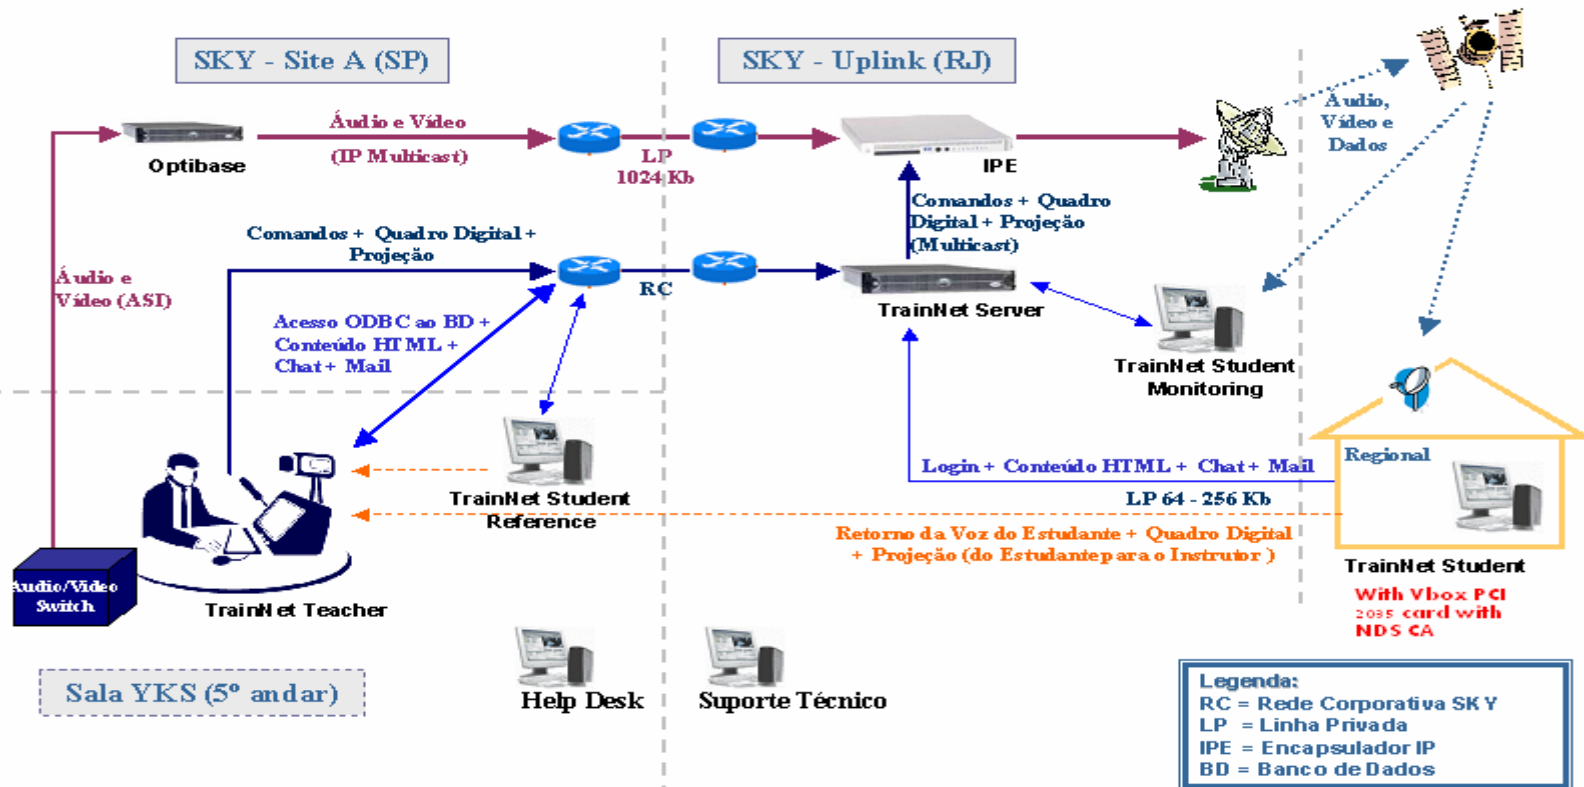 SKY - Site A (SP)
SKY - Uplink (RJ)
Áudio e Vídeo
(IP Multicast)
Optibase
LP
1024 Kb
IPE
Áudio,
Vídeo e
Dados
Comandos + Quadro Digital +
Projeção
Comandos + Quadro
Digital + Projeção
(Multicast)
Áudio e
Vídeo (ASI)
RC
TrainNet Server
Acesso ODBC ao BD +
Conteúdo HTML +
Chat + Mail
TrainNet Student
Monitoring
Regional
Login + Conteúdo HTML + Chat + Mail
LP 64 - 256 Kb
TrainNet Student
Reference
Retorno da Voz do Estudante + Quadro Digital
+ Projeção (do Estudante para o Instrutor )
TrainNet Student
With Vbox PCI
2035 card with
NDS CA
Audio/Video
Switch
TrainNet Teacher
Sala YKS (5º andar)
Help Desk
Suporte Técnico
Legenda:
RC = Rede Corporativa SKY
LP = Linha Privada
IPE = Encapsulador IP
BD = Banco de Dados